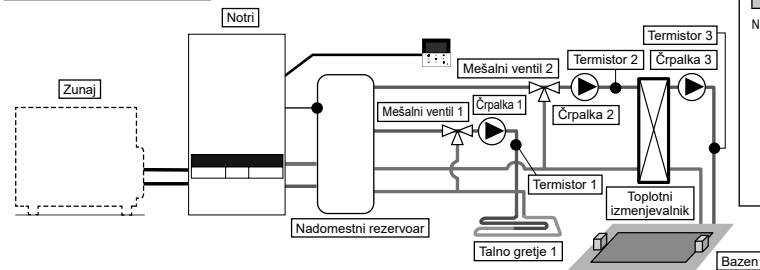 Notri
Zunaj
Nadomestni rezervoar
Mešalni ventil 1
Črpalka 1
Mešalni ventil 2
Črpalka 2
Termistor 2
Črpalka 3
Termistor 3
Termistor 1
Talno gretje 1
Toplotni
izmenjevalnik
Bazen
N